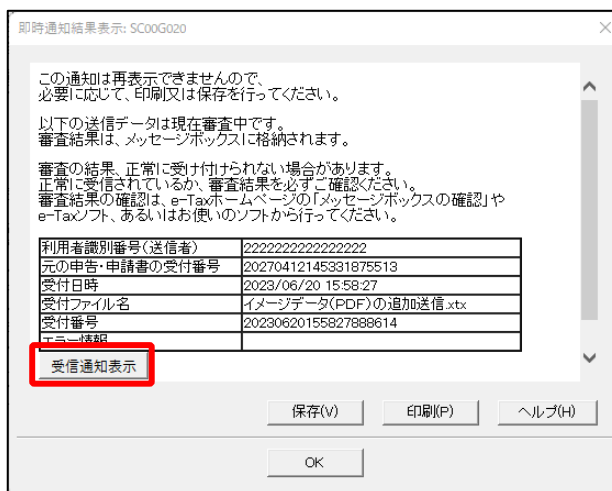 即時通知結果表示: SC00G020
この通知は再表示できませんので、
必要に応じて、印刷又は保存を行ってください。
以下の送信データは現在審査中です。
審査結果は、メッセージボックスに格納されます。
審査の結果、正常に受け付けられない場合があります。
正常に受信されているか、審査結果を必ずご確認ください。
審査結果の確認は、e-Taxホームページの「メッセージボックスの確認」や
e-Taxソフト、あるいはお使いのソフトから行ってください。
利用者識別番号(送信者) 2222222222222222
元の申告・申請書の受付番号 20270412145331875513
受付日時 2023/06/20 15:58:27
受付ファイル名 イメージデータ(PDF)の追加送信.xtx
受付番号 20230620155827888614
エラー情報
受信通知表示
保存(V) 印刷(P) ヘルプ(H)
OK